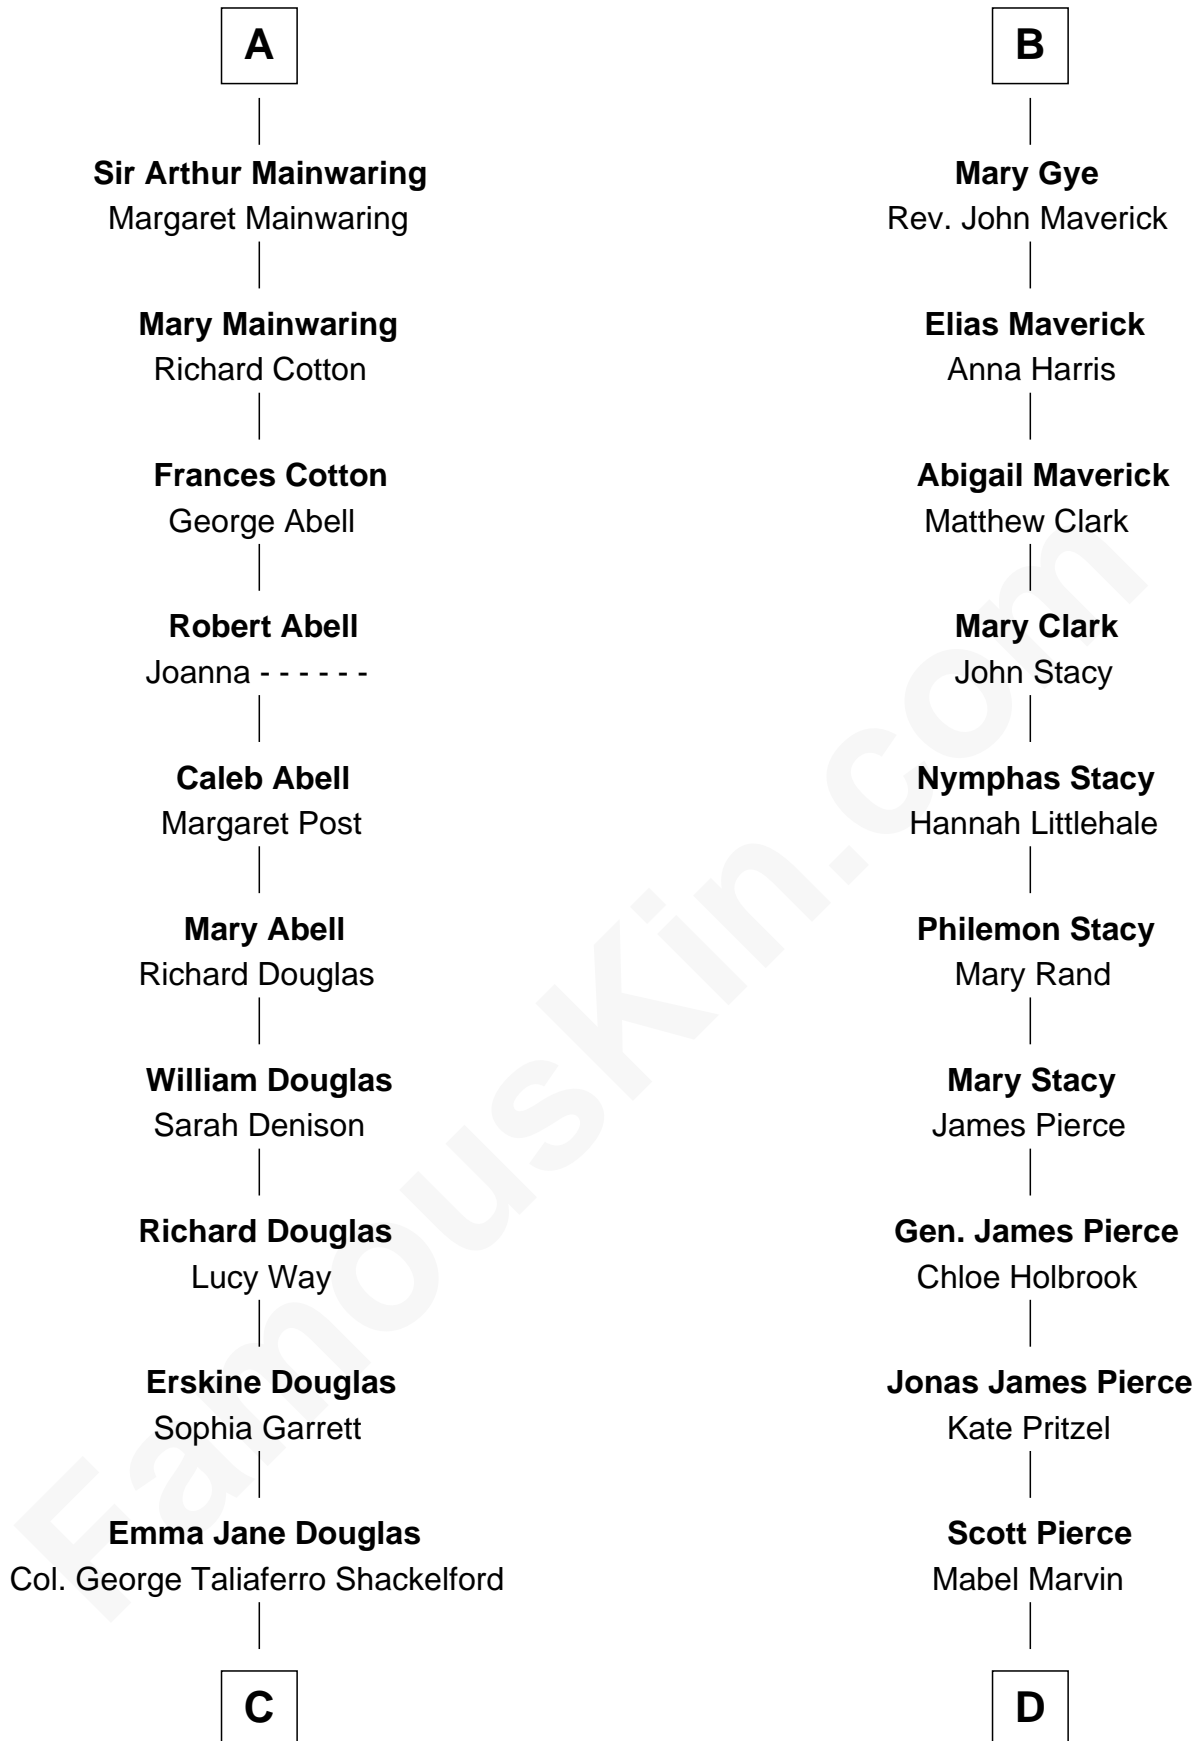 A
Sir Arthur Mainwaring
Margaret Mainwaring
Mary Mainwaring
Richard Cotton
Frances Cotton
George Abell
Robert Abell
Joanna - - - - - -
Caleb Abell
Margaret Post
Mary Abell
Richard Douglas
William Douglas
Sarah Denison
Richard Douglas
Lucy Way
Erskine Douglas
Sophia Garrett
Emma Jane Douglas
Col. George Taliaferro Shackelford
C
B
Mary Gye
Rev. John Maverick
Elias Maverick
Anna Harris
Abigail Maverick
Matthew Clark
Mary Clark
John Stacy
Nymphas Stacy
Hannah Littlehale
Philemon Stacy
Mary Rand
Mary Stacy
James Pierce
Gen. James Pierce
Chloe Holbrook
Jonas James Pierce
Kate Pritzel
Scott Pierce
Mabel Marvin
D
FamousKin.com